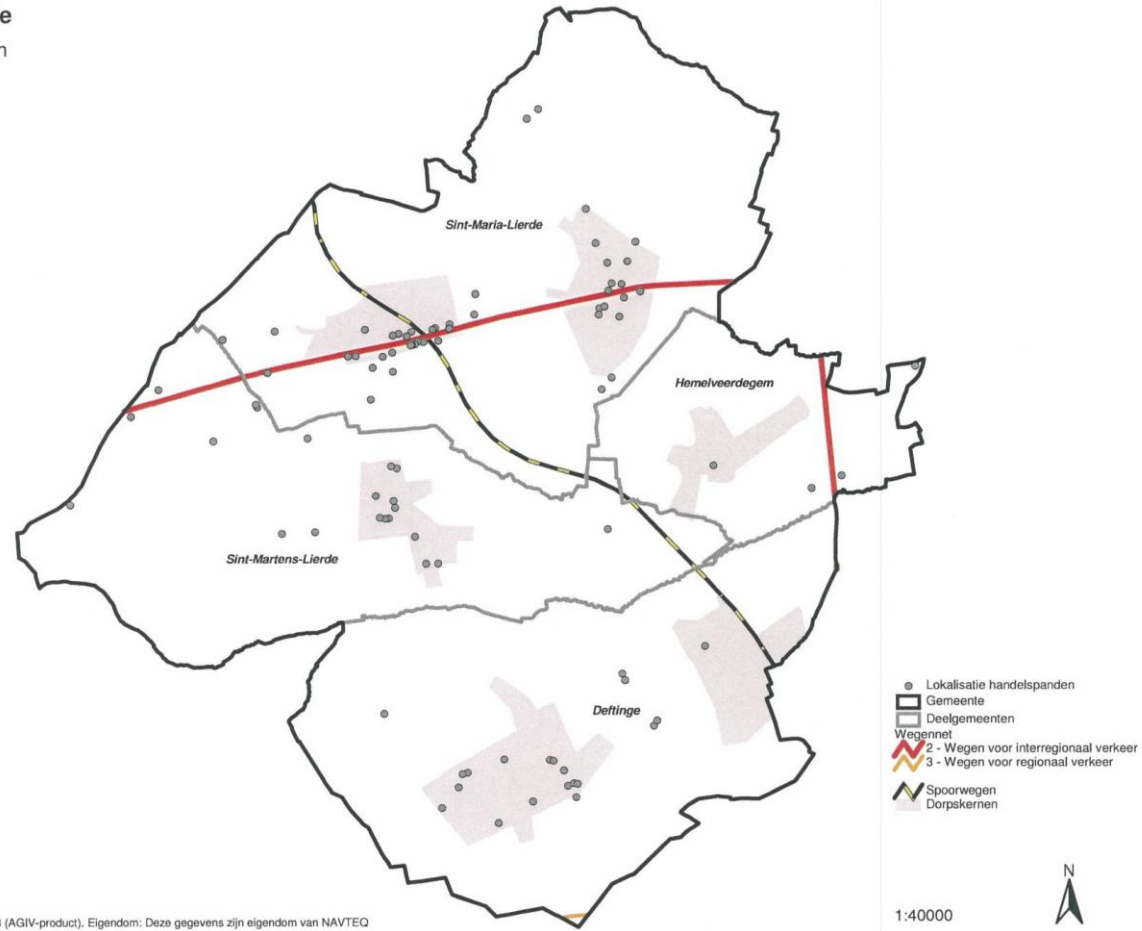 Sint-Maria-Lierde
Hemelveerdegem
Sint-Martens-Lierde
Deftinge
Lokalisatie handelspanden
Gemeente
Deelgemeenten
Wegennet
2 - Wegen voor interregionaal verkeer
3 - Wegen voor regionaal verkeer
Spoorwegen
Dorpskernen
N
1:40000
(AGIV-product). Eigendom: Deze gegevens zijn eigendom van NAVTEQ